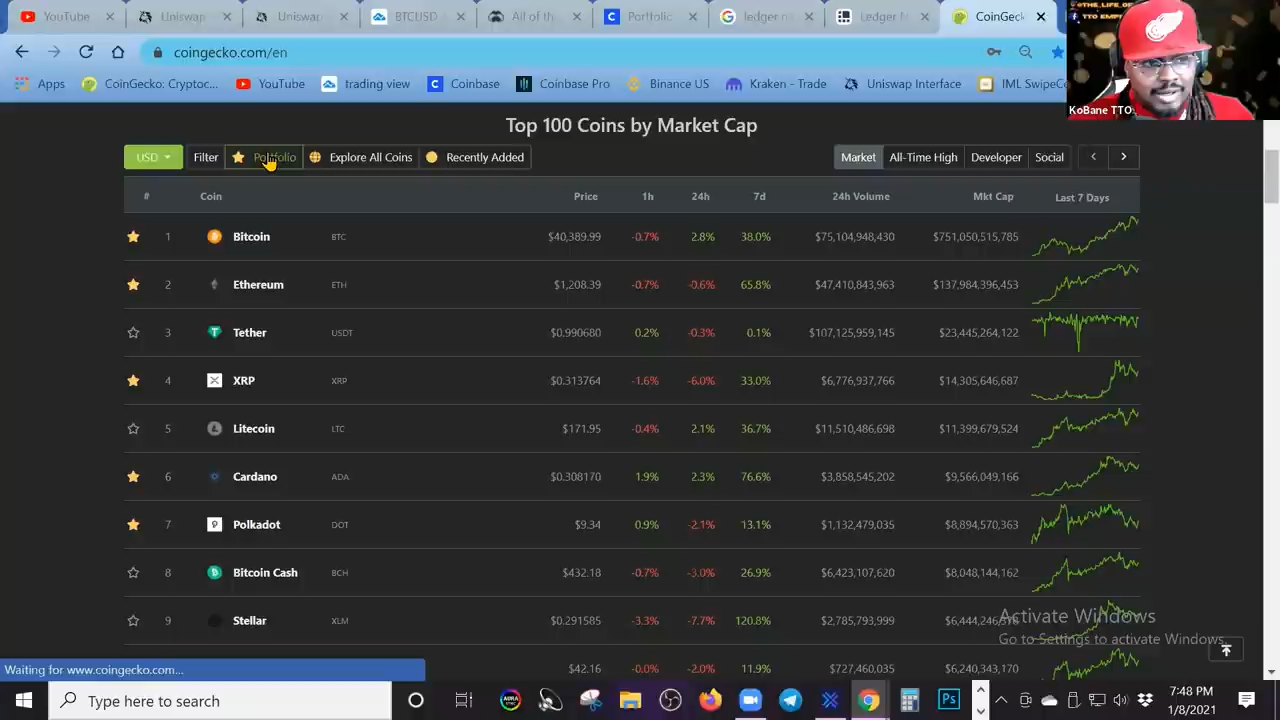 YouTube
Uniswap
Uniswap
BTCUSD
All of
Portfolio
ledger n
Ledger N
CoinGeck
@THE_LIFE_OF
TTO EMP
coingecko.com/en
Apps
CoinGecko: Cryptoc...
YouTube
trading view
Coinbase
Coinbase Pro
Binance US
Kraken - Trade
Uniswap Interface
IML SwipeCo
KoBane TTO
Top 100 Coins by Market Cap
USD
Filter
Portfolio
Explore All Coins
Recently Added
Market
All-Time High
Developer
Social
# Coin Price 1h 24h 7d 24h Volume Mkt Cap Last 7 Days
1 Bitcoin BTC $40,389.99 -0.7% 2.8% 38.0% $75,104,948,430 $751,050,515,785
2 Ethereum ETH $1,208.39 -0.7% -0.6% 65.8% $47,410,843,963 $137,984,396,453
3 Tether USDT $0.990680 0.2% -0.3% 0.1% $107,125,959,145 $23,445,264,122
4 XRP XRP $0.313764 -1.6% -6.0% 33.0% $6,776,937,766 $14,305,646,687
5 Litecoin LTC $171.95 -0.4% 2.1% 36.7% $11,510,486,698 $11,399,679,524
6 Cardano ADA $0.308170 1.9% 2.3% 76.6% $3,858,545,202 $9,566,049,166
7 Polkadot DOT $9.34 0.9% -2.1% 13.1% $1,132,479,035 $8,894,570,363
8 Bitcoin Cash BCH $432.18 -0.7% -3.0% 26.9% $6,423,107,620 $8,048,144,162
9 Stellar XLM $0.291585 -3.3% -7.7% 120.8% $2,785,793,999 $6,444,246,576
Activate Windows
Go to Settings to activate Windows.
$42.16 -0.0% -2.0% 11.9% $727,460,035 $6,240,343,170
Waiting for www.coingecko.com...
Type here to search
Ps
7:48 PM
1/8/2021